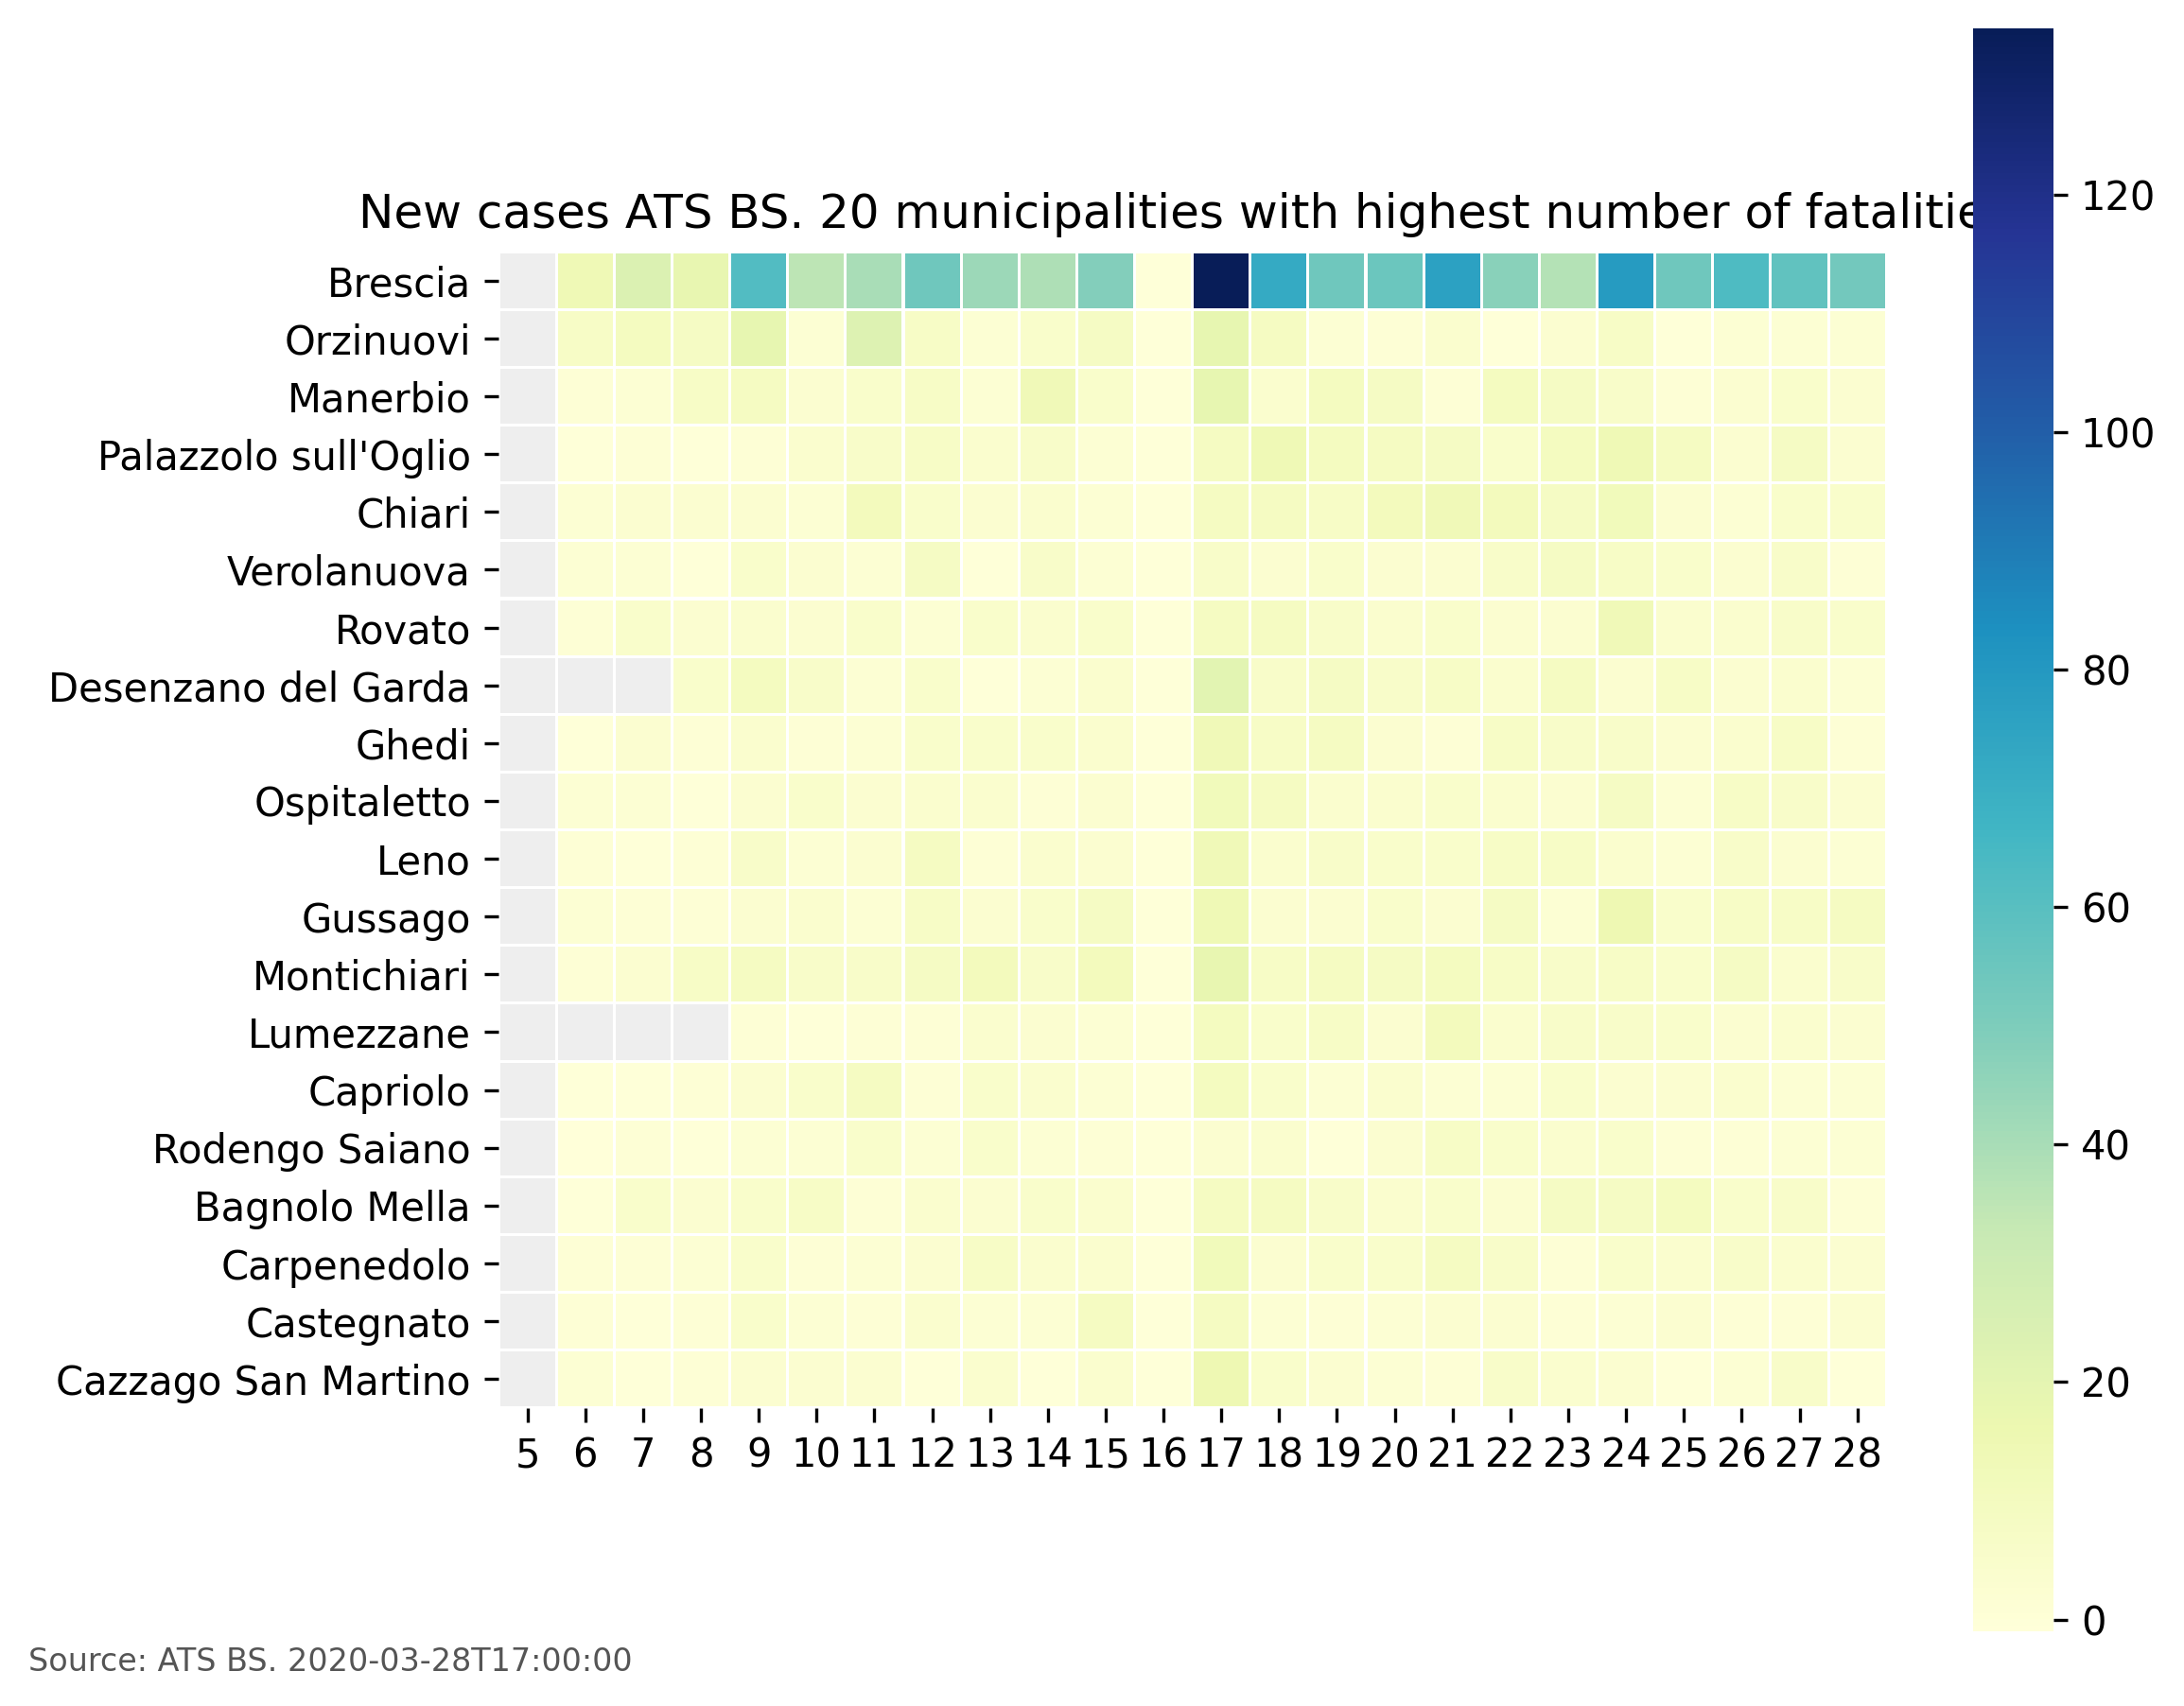 New cases ATS BS. 20 municipalities with highest number of fatalitie
Brescia
Orzinuovi
Manerbio
Palazzolo sull'Oglio
Chiari
Verolanuova
Rovato
Desenzano del Garda
Ghedi
Ospitaletto
Leno
Gussago
Montichiari
Lumezzane
Capriolo
Rodengo Saiano
Bagnolo Mella
Carpenedolo
Castegnato
Cazzago San Martino
5 6 7 8 9 10 11 12 13 14 15 16 17 18 19 20 21 22 23 24 25 26 27 28
120
100
80
60
40
20
0
Source: ATS BS. 2020-03-28T17:00:00